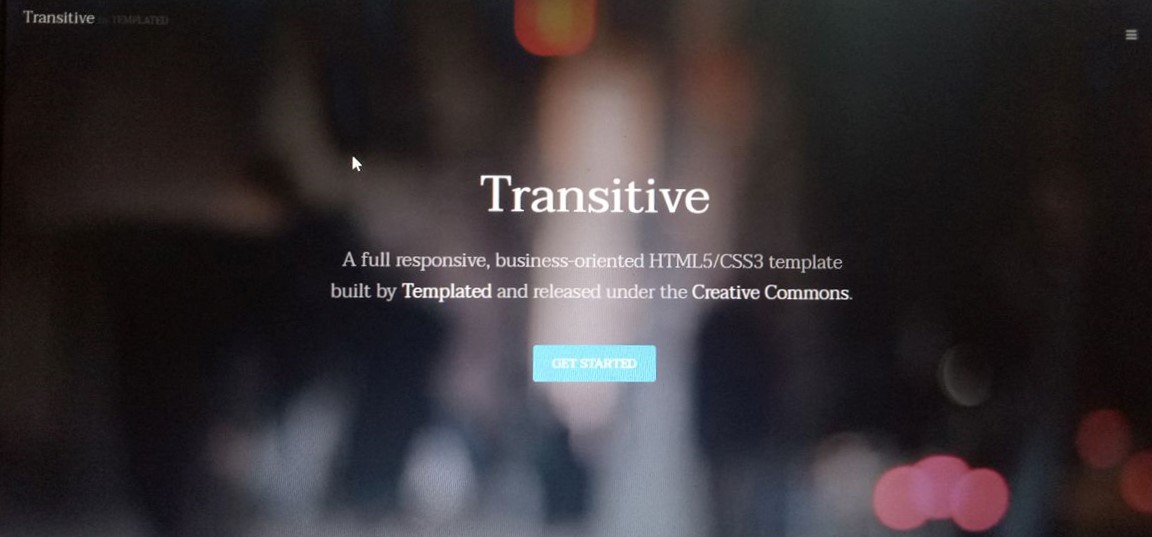 Transitive by TEMPLATED
Transitive
A full responsive, business-oriented HTML5/CSS3 template
built by Templated and released under the Creative Commons.
GET STARTED